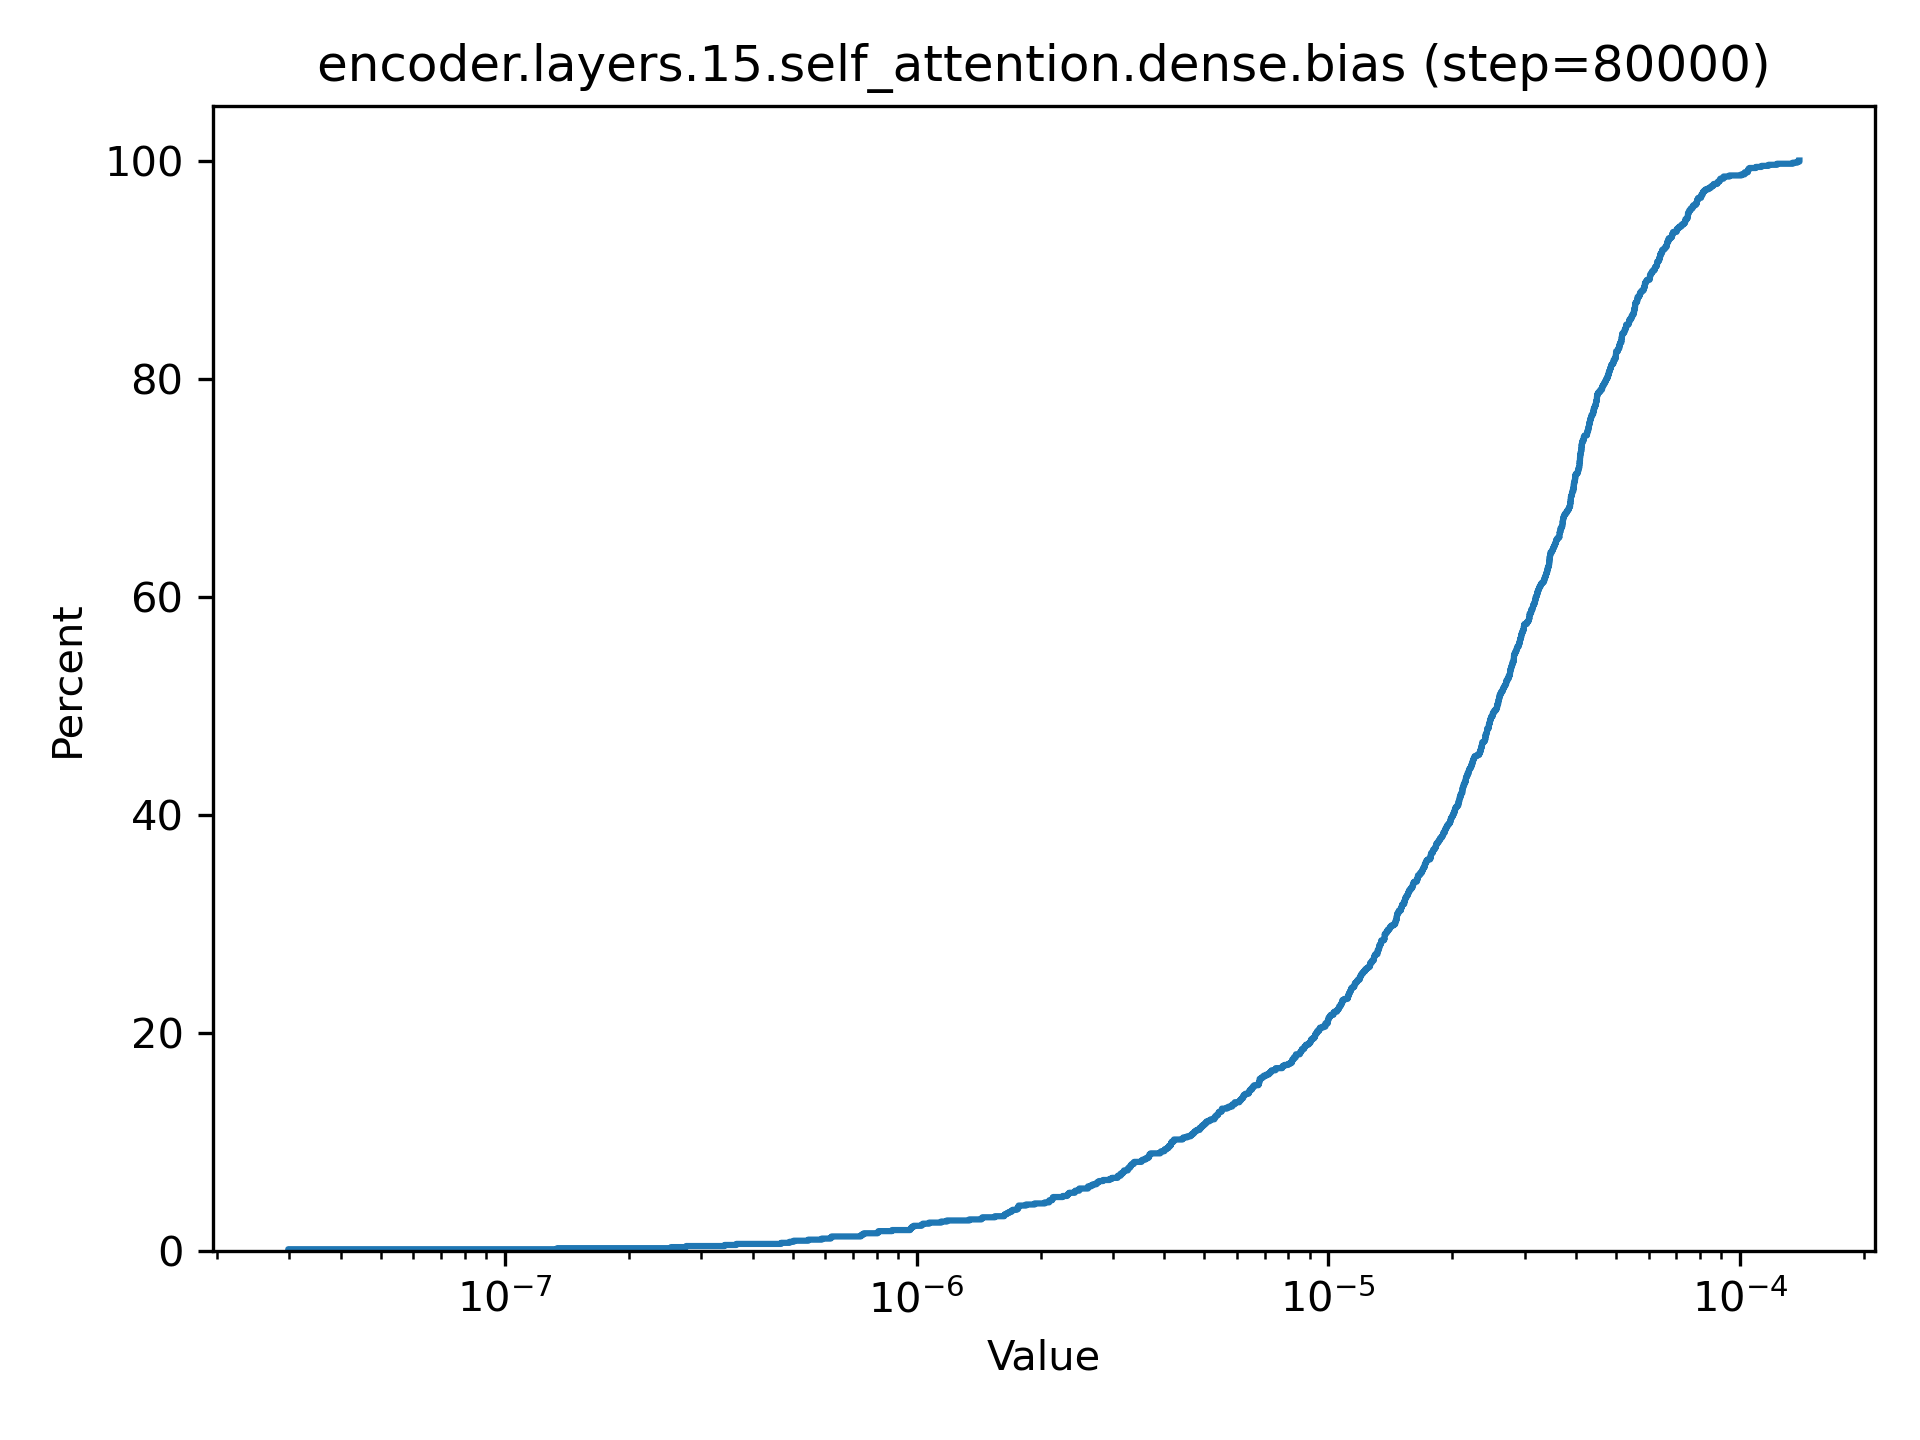 encoder.layers.15.self_attention.dense.bias (step=80000)
100
80
60
40
20
0
Percent
10⁻⁷ 10⁻⁶ 10⁻⁵ 10⁻⁴
Value